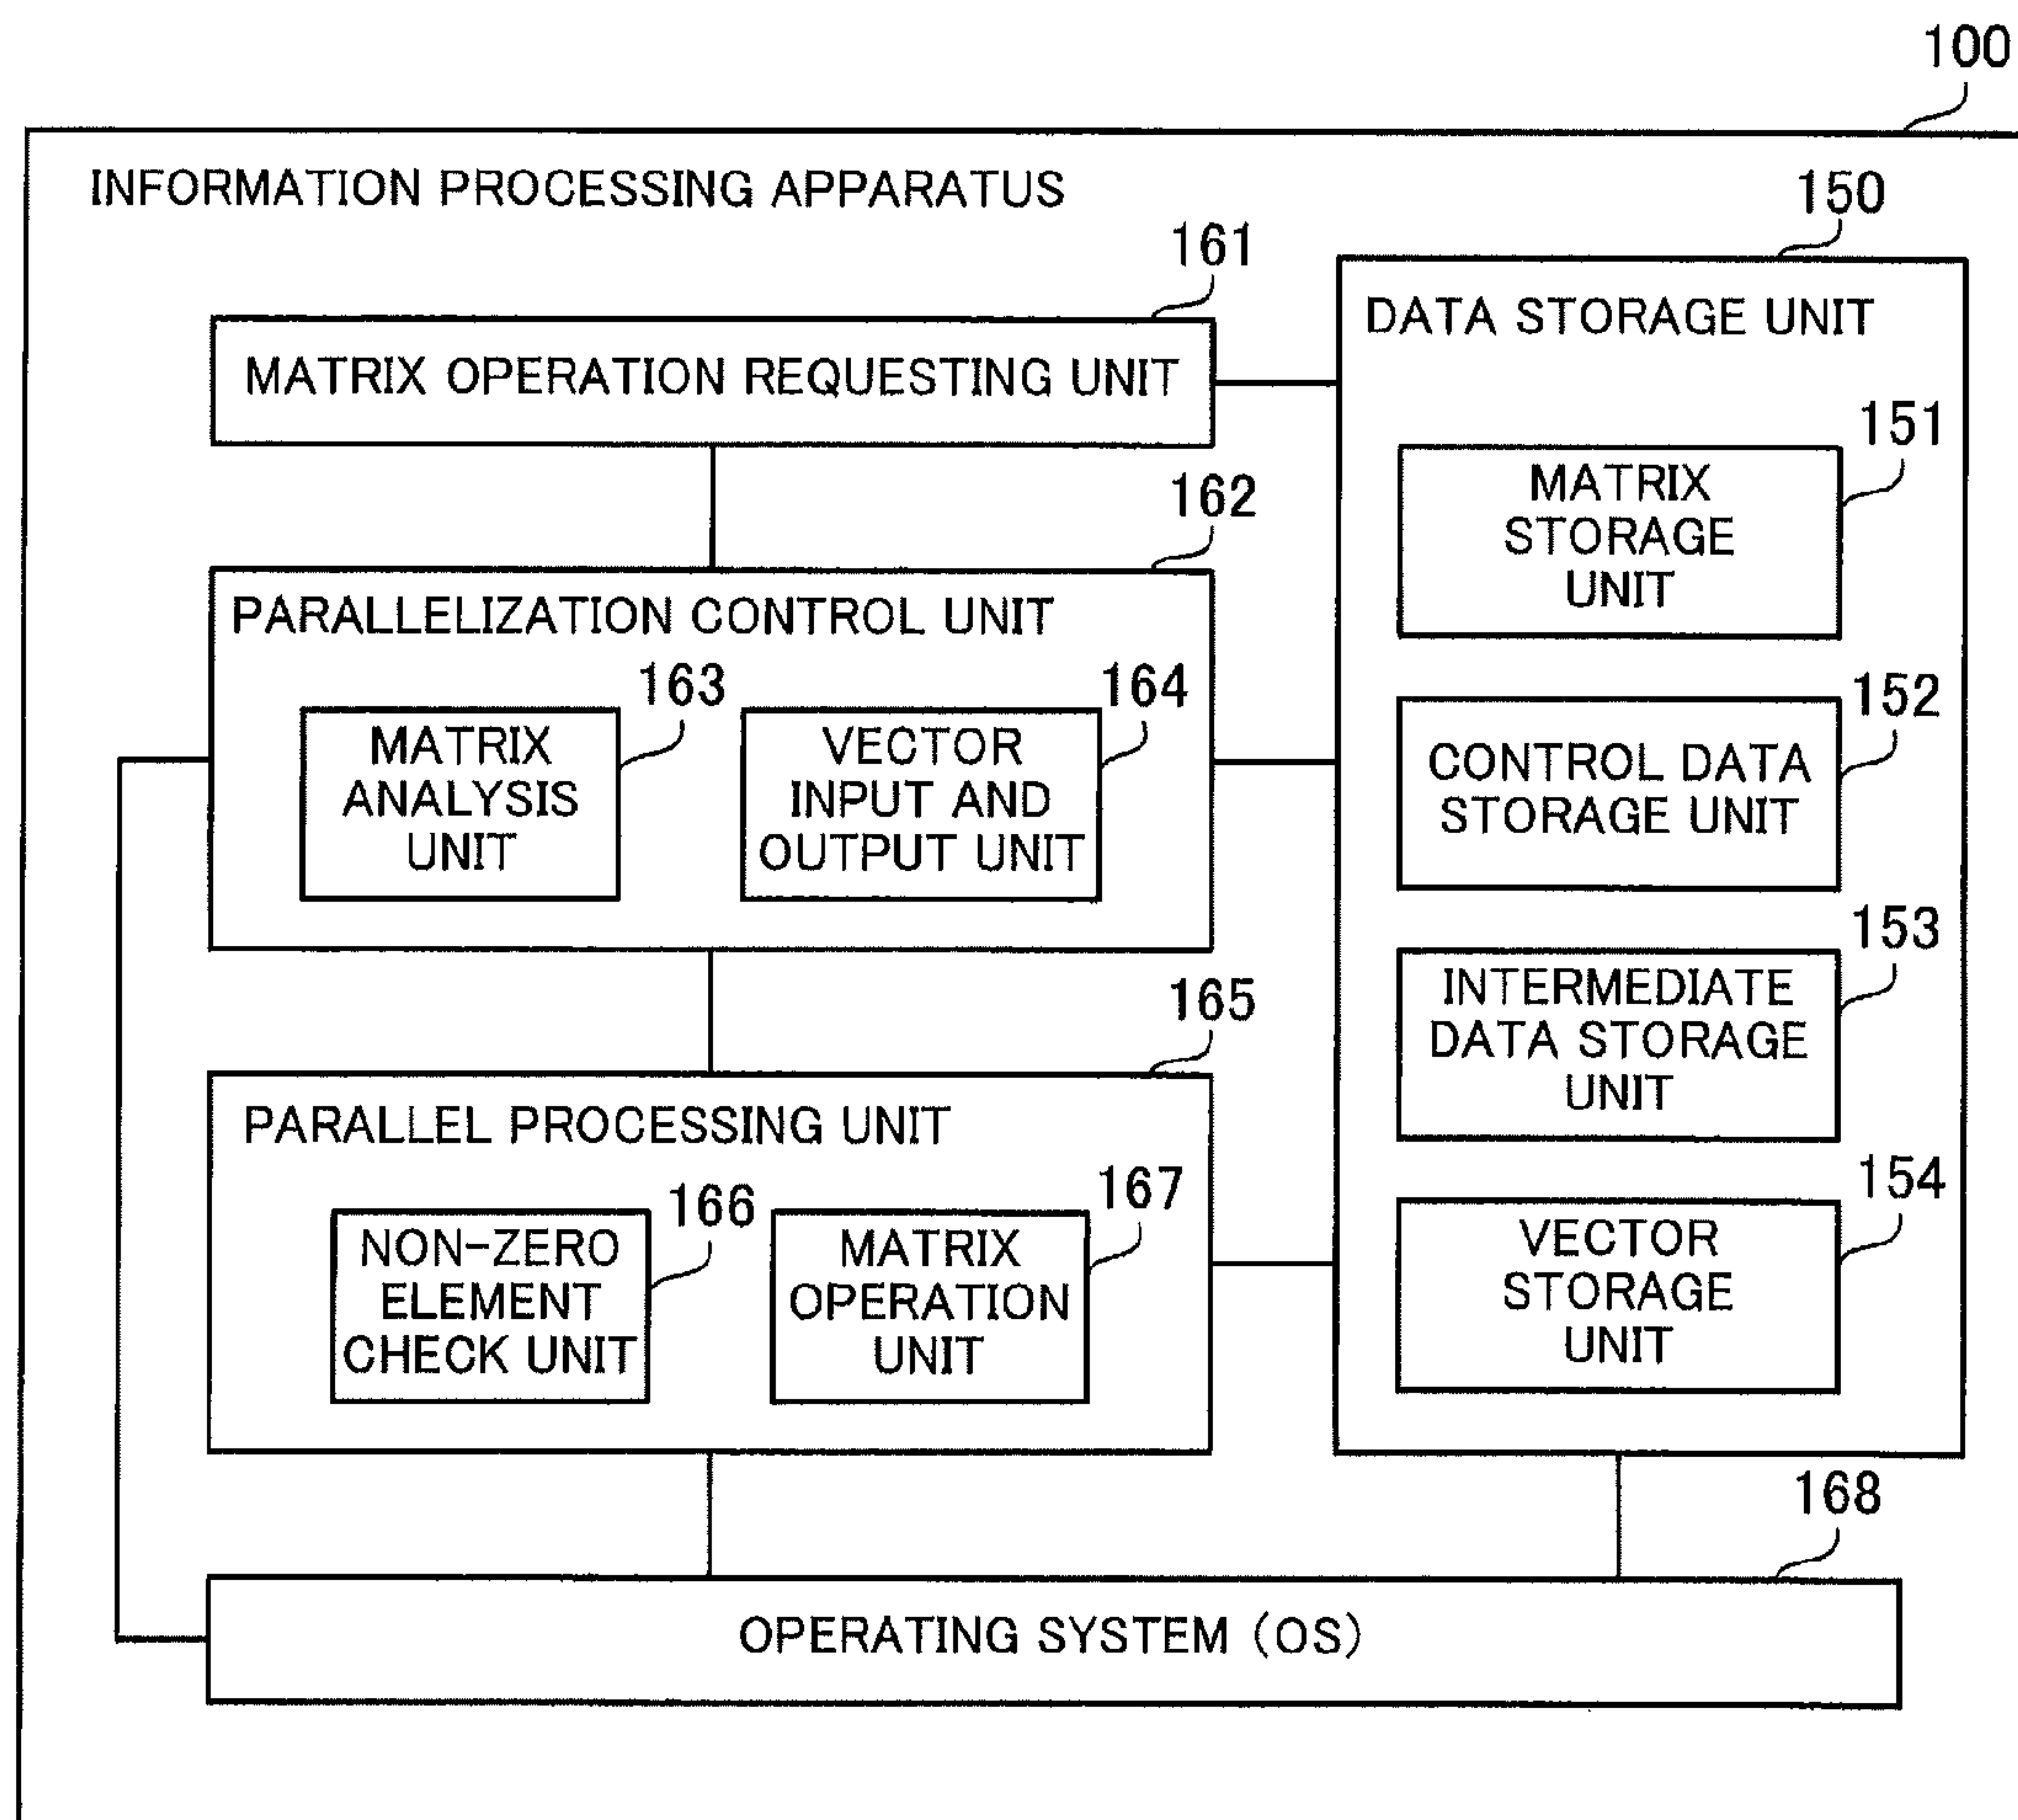 100
INFORMATION PROCESSING APPARATUS
161
MATRIX OPERATION REQUESTING UNIT
162
PARALLELIZATION CONTROL UNIT
163
MATRIX
ANALYSIS
UNIT
164
VECTOR
INPUT AND
OUTPUT UNIT
165
PARALLEL PROCESSING UNIT
166
NON-ZERO
ELEMENT
CHECK UNIT
167
MATRIX
OPERATION
UNIT
150
DATA STORAGE UNIT
151
MATRIX
STORAGE
UNIT
152
CONTROL DATA
STORAGE UNIT
153
INTERMEDIATE
DATA STORAGE
UNIT
154
VECTOR
STORAGE
UNIT
168
OPERATING SYSTEM (OS)